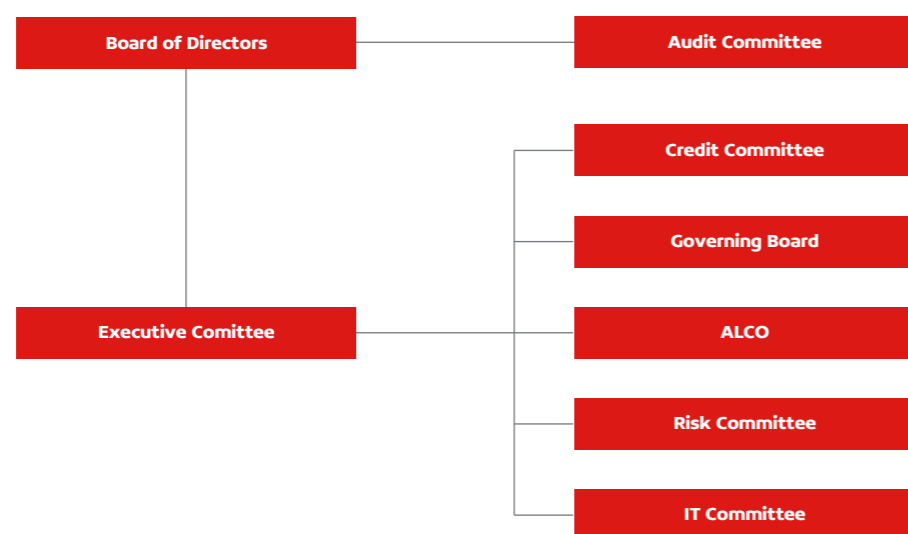 Board of Directors
Audit Committee
Credit Committee
Governing Board
Executive Comittee
ALCO
Risk Committee
IT Committee